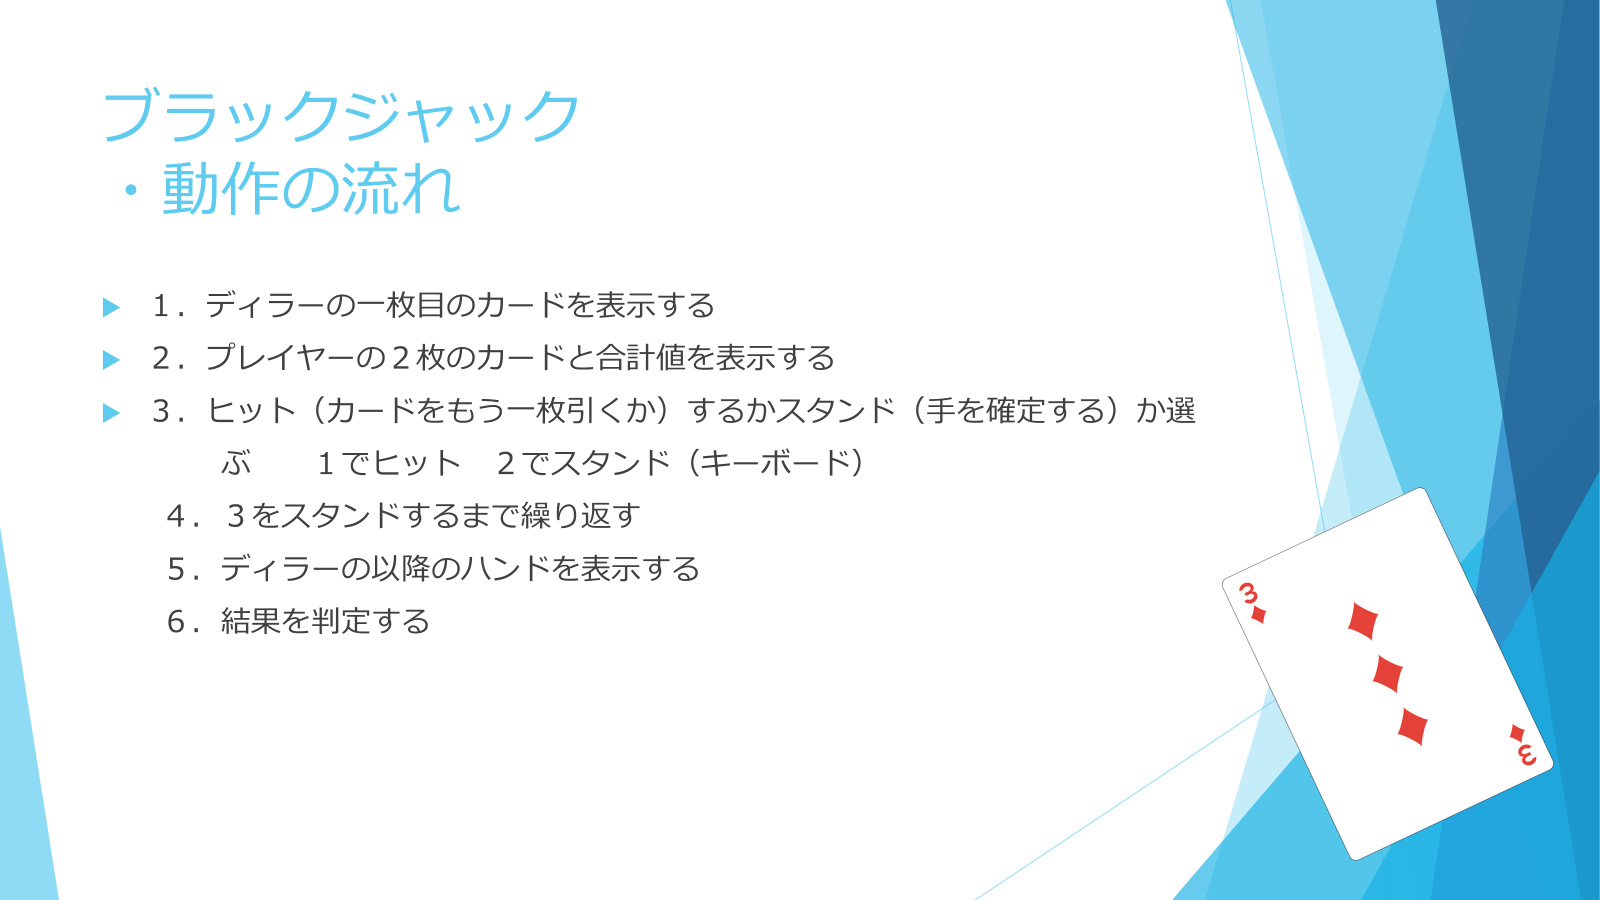 ブラックジャック
・動作の流れ
１．ディラーの一枚目のカードを表示する
２．プレイヤーの２枚のカードと合計値を表示する
３．ヒット（カードをもう一枚引くか）するかスタンド（手を確定する）か選
ぶ　　１でヒット　２でスタンド（キーボード）
４．３をスタンドするまで繰り返す
５．ディラーの以降のハンドを表示する
６．結果を判定する
3
3